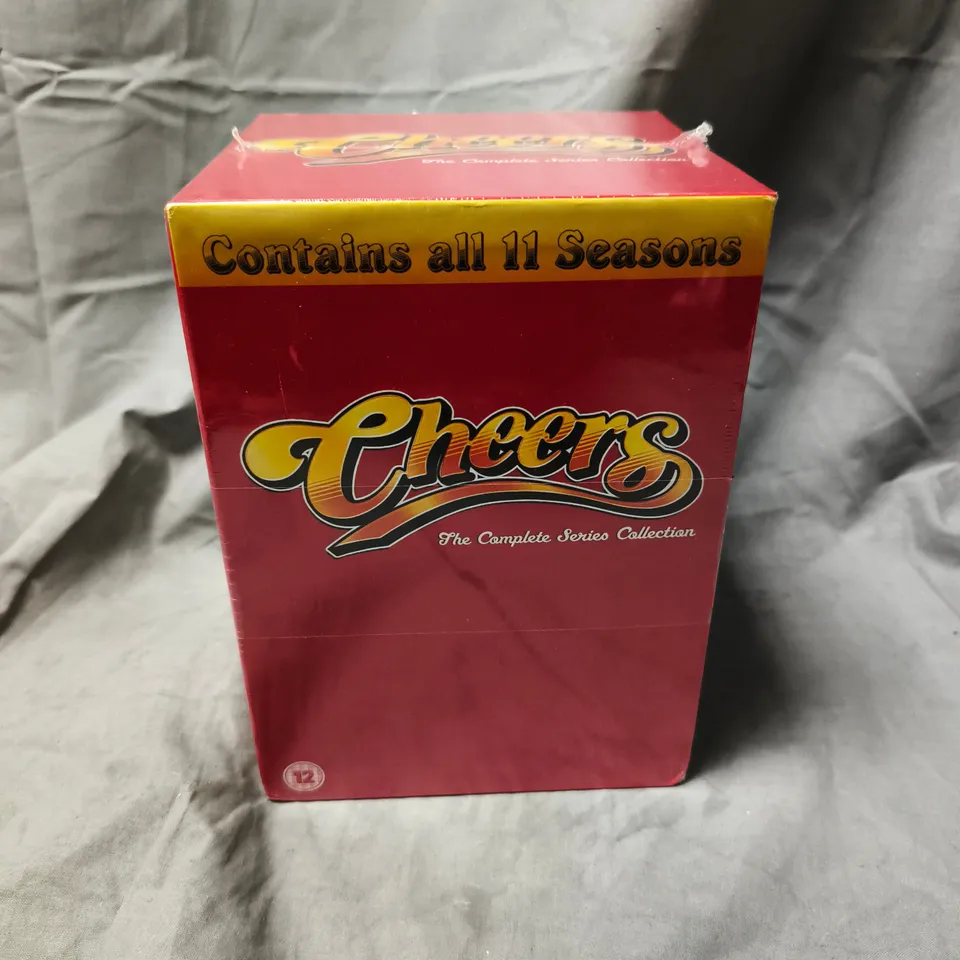 Cheers
The Complete Series Collection
Contains all 11 Seasons
Cheers
The Complete Series Collection
12